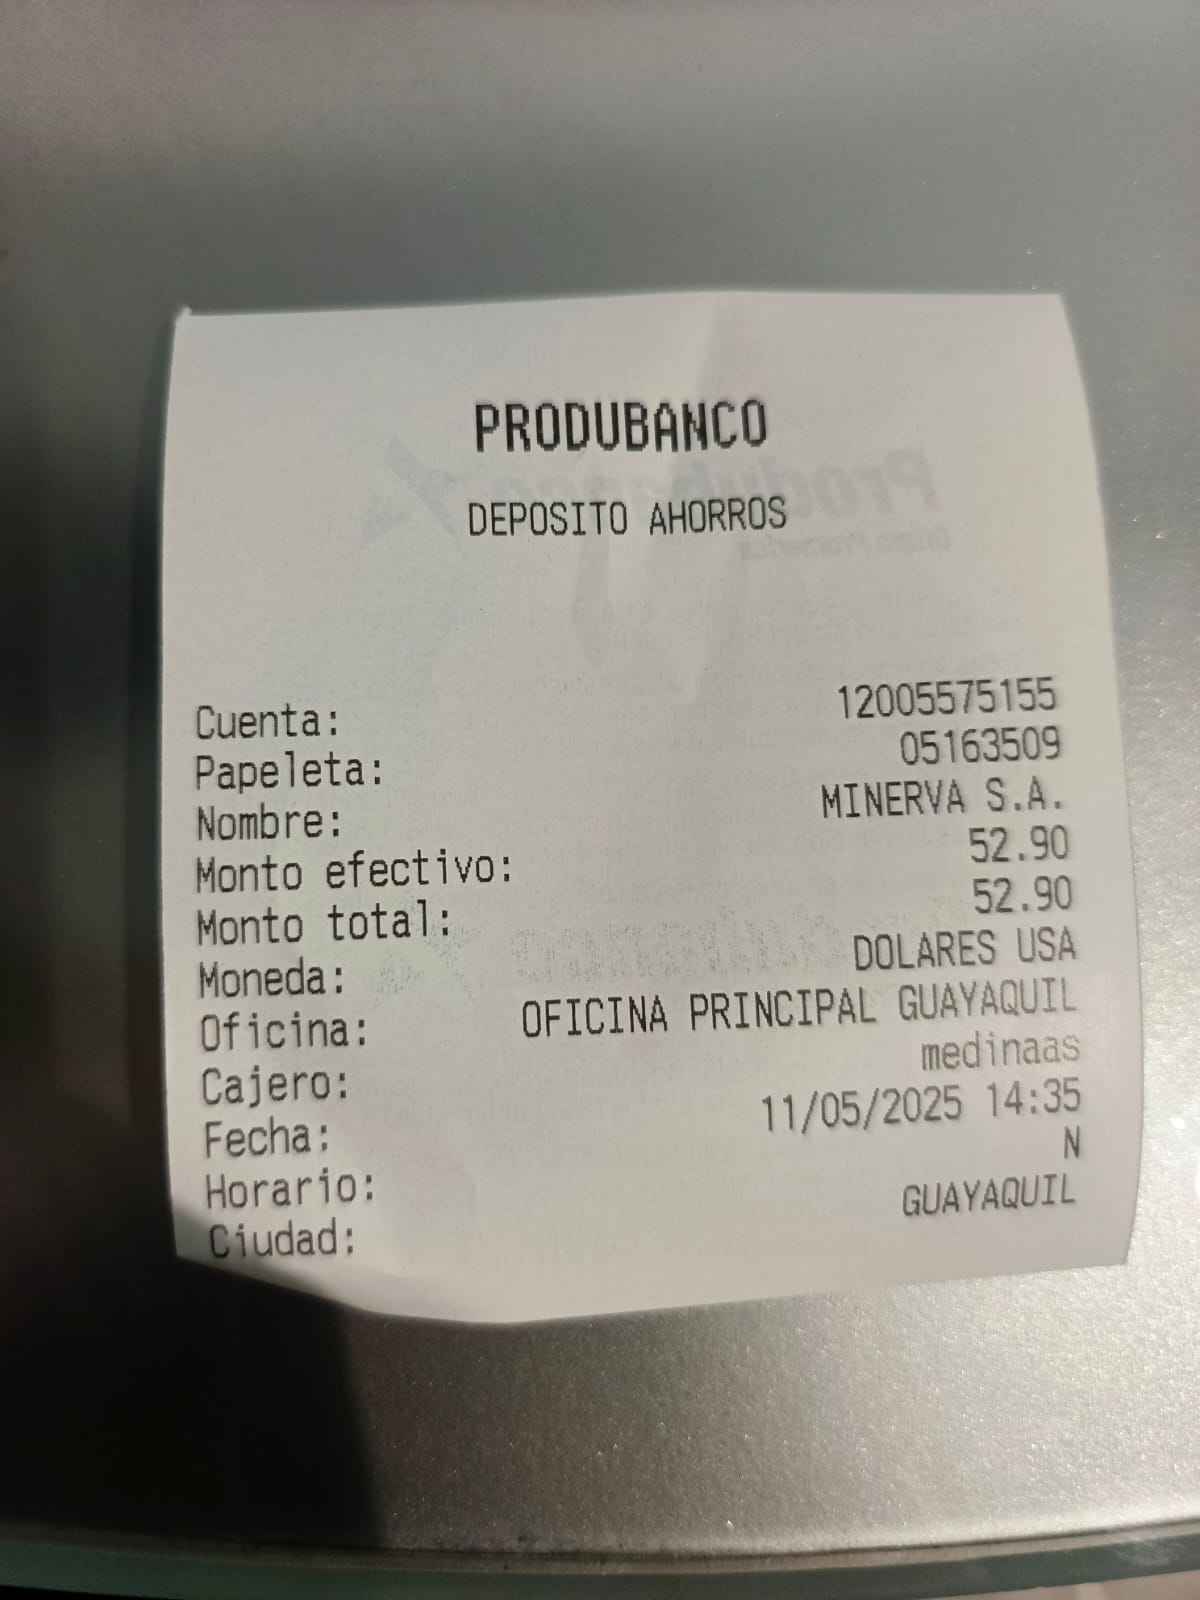 PRODUBANCO
DEPOSITO AHORROS
Cuenta: 12005575155
Papeleta: 05163509
Nombre: MINERVA S.A.
Monto efectivo: 52.90
Monto total: 52.90
Moneda: DOLARES USA
Oficina: OFICINA PRINCIPAL GUAYAQUIL
Cajero: medinaas
Fecha: 11/05/2025 14:35
Horario: N
Ciudad: GUAYAQUIL